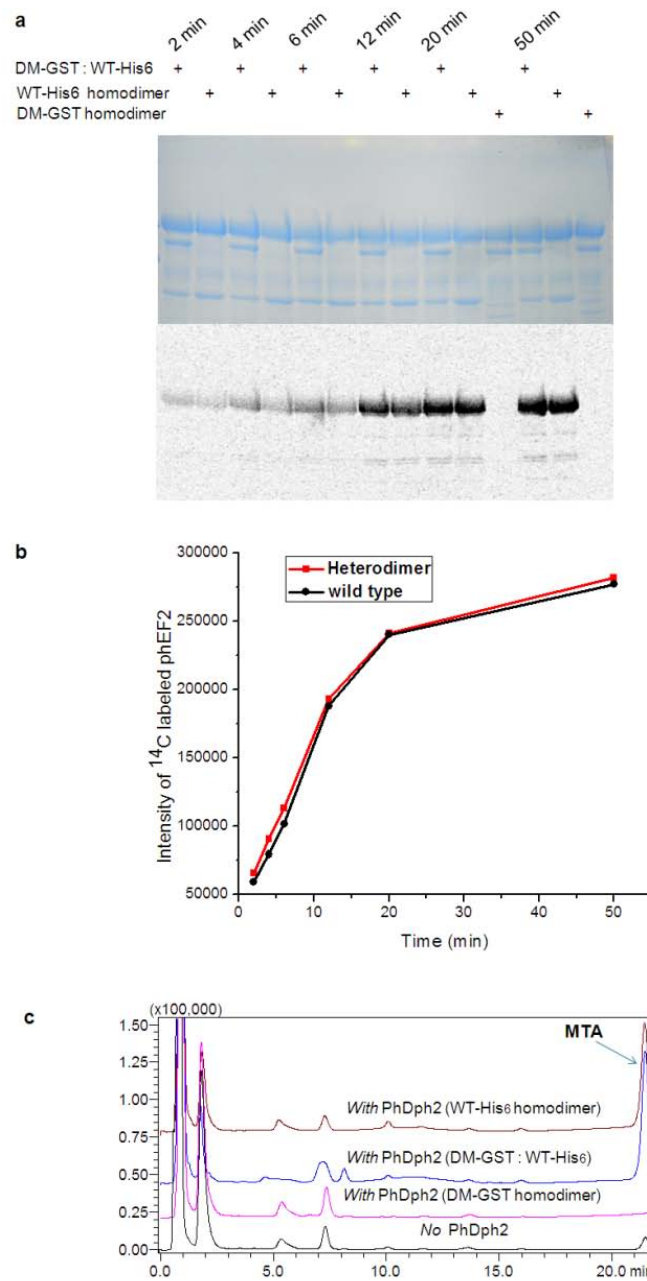 a
2 min 4 min 6 min 12 min 20 min 50 min
DM-GST : WT-His6 + + + + + +
WT-His6 homodimer + + + + + +
DM-GST homodimer + +
b
300000
250000
200000
150000
100000
50000
Intensity of ¹⁴C labeled phEF2
Heterodimer
wild type
0 10 20 30 40 50
Time (min)
c
(x100,000)
1.50
1.25
1.00
0.75
0.50
0.25
0.00
MTA
With PhDph2 (WT-His6 homodimer)
With PhDph2 (DM-GST : WT-His6)
With PhDph2 (DM-GST homodimer)
No PhDph2
0.0 5.0 10.0 15.0 20.0 min